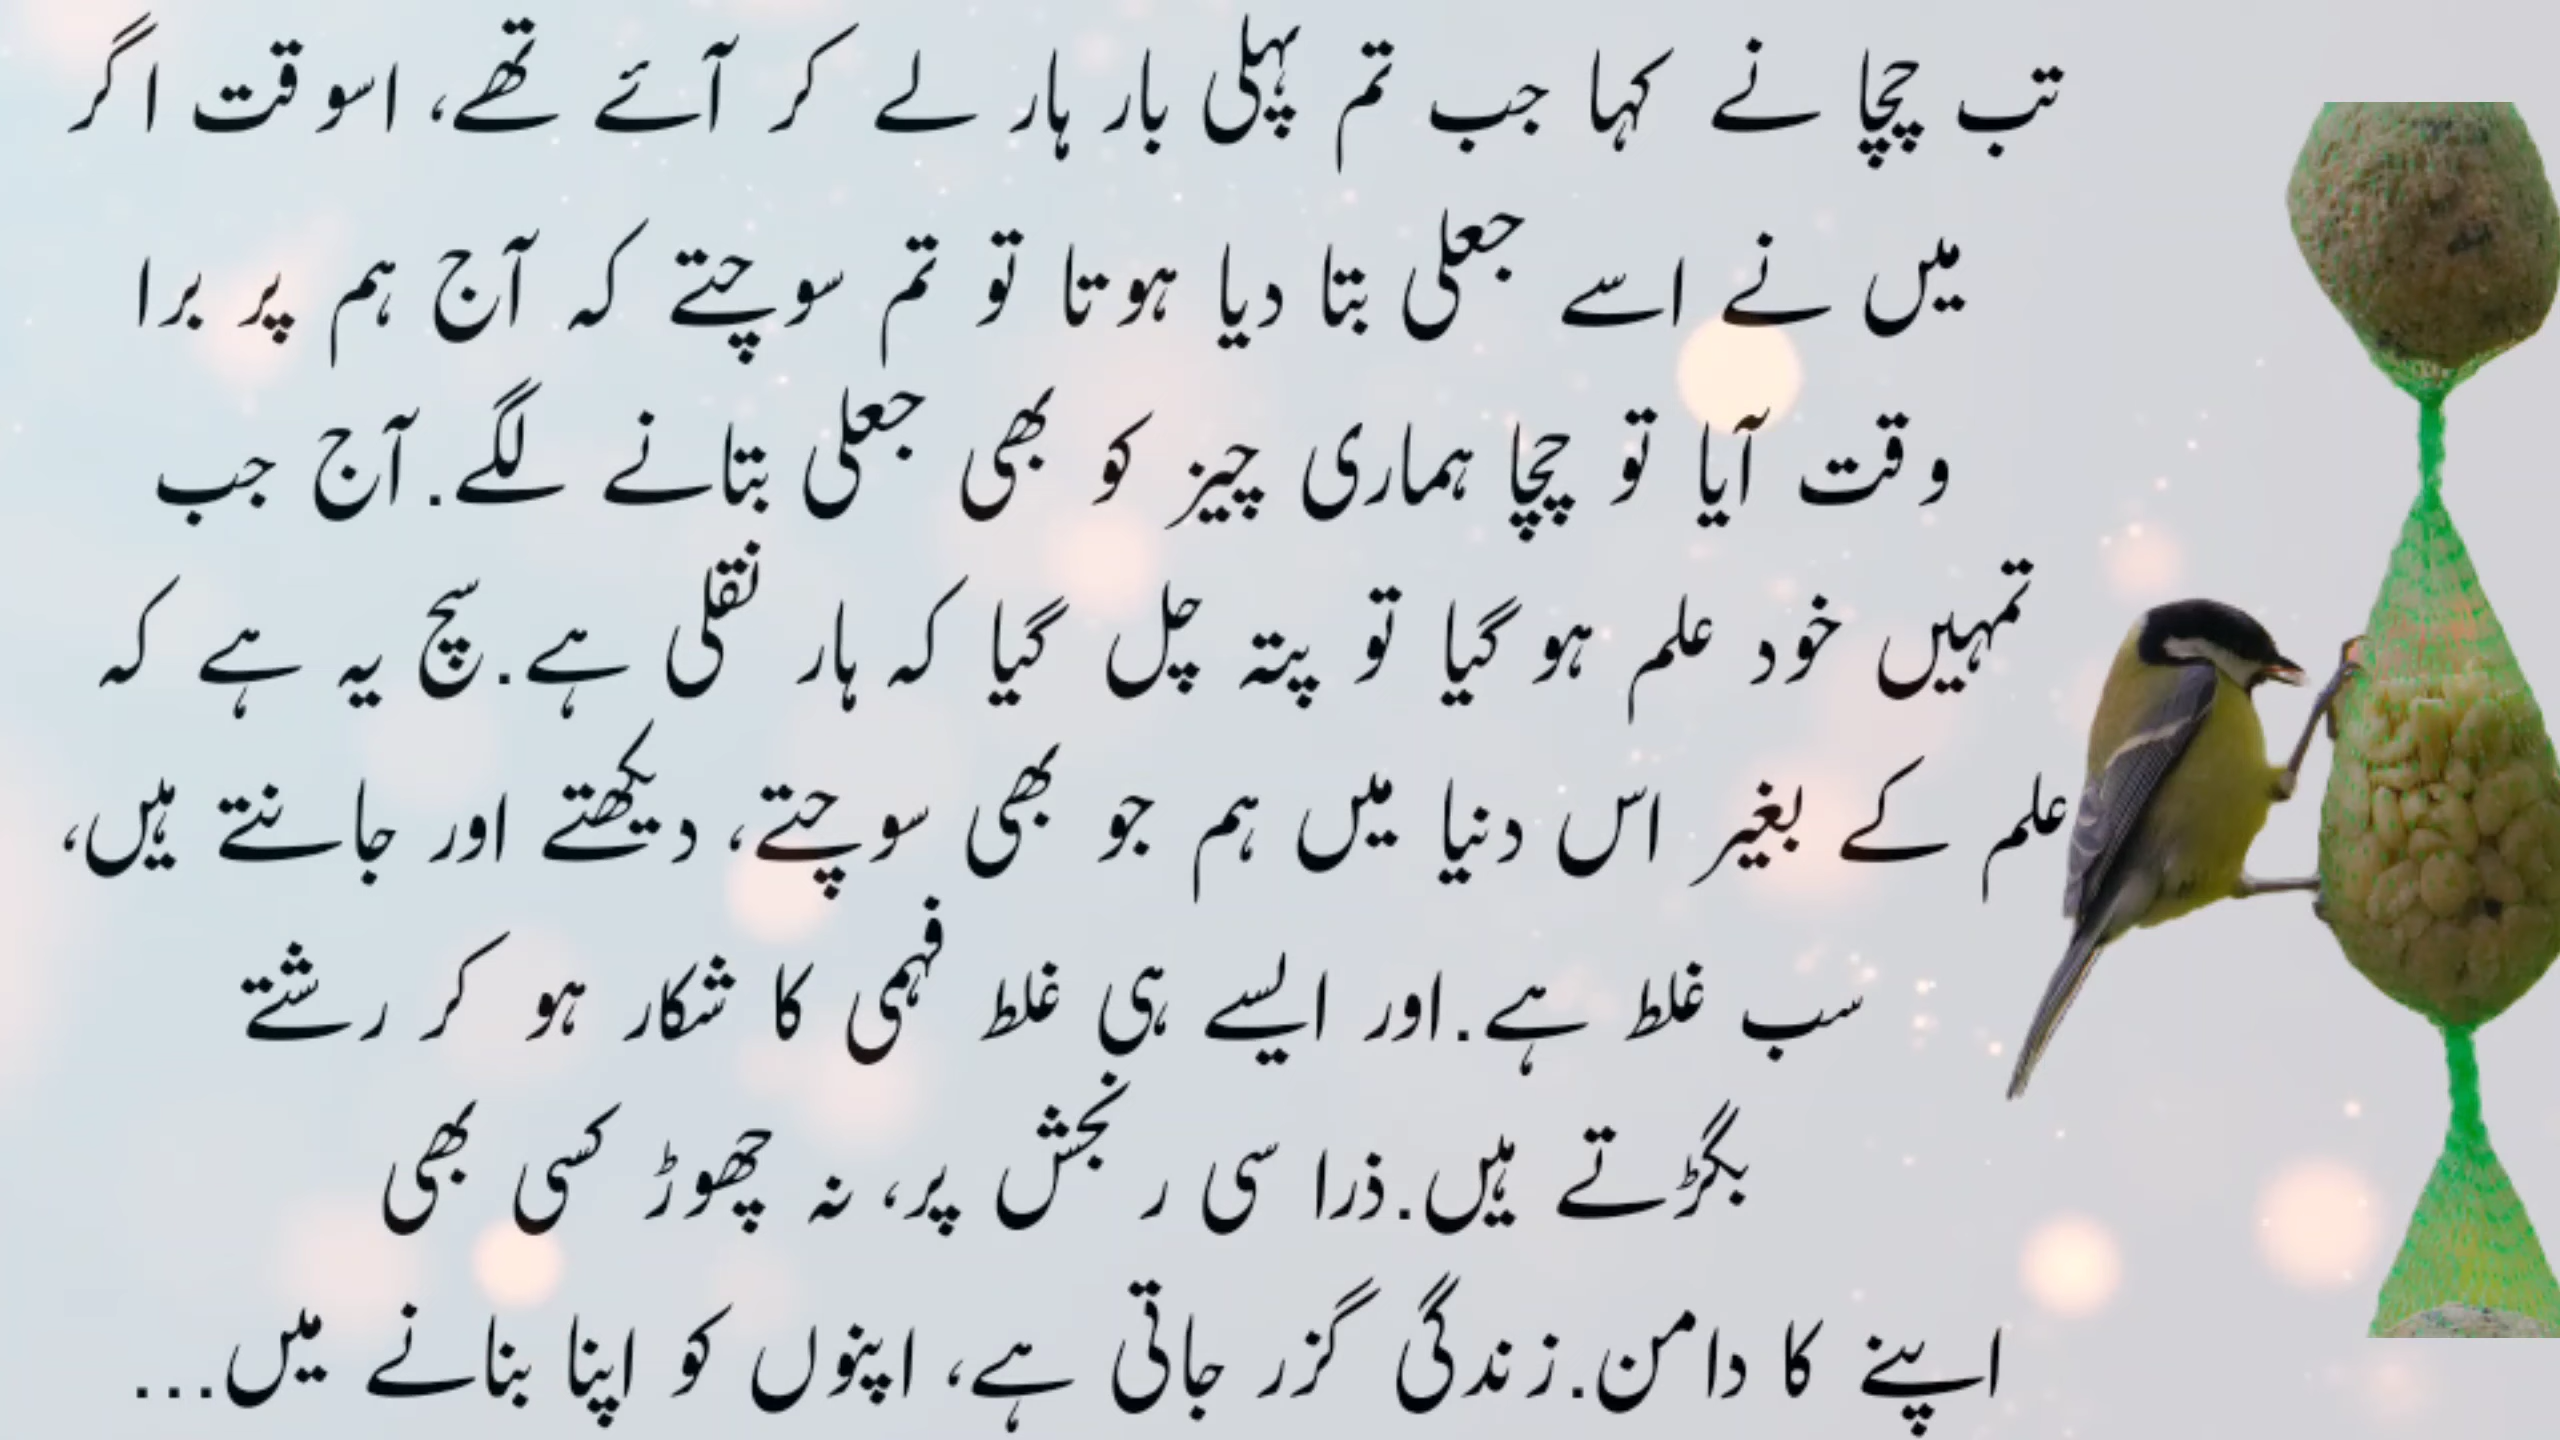 تب چچا نے کہا جب تم پہلی بار ہار لے کر آئے تھے، اسوقت اگر
میں نے اسے جعلی بتا دیا ہوتا تو تم سوچتے کہ آج ہم پر برا
وقت آیا تو چچا ہماری چیز کو بھی جعلی بتانے لگے. آج جب
تمہیں خود علم ہو گیا تو پتہ چل گیا کہ ہار نقلی ہے.سچ یہ ہے کہ
علم کے بغیر اس دنیا میں ہم جو بھی سوچتے، دیکھتے اور جانتے ہیں،
سب غلط ہے.اور ایسے ہی غلط فہمی کا شکار ہو کر رشتے
بگڑتے ہیں.ذرا سی رنجش پر، نہ چھوڑ کسی بھی
اپنے کا دامن.زندگی گزر جاتی ہے، اپنوں کو اپنا بنانے میں...